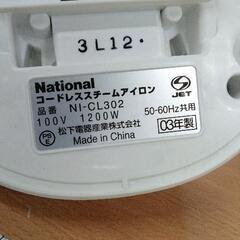 3L12・
National
コードレススチームアイロン
品番 NI-CL302
100V 1200W 50-60Hz共用
松下電器産業株式会社 03年製
Made in China
PS E
S JET